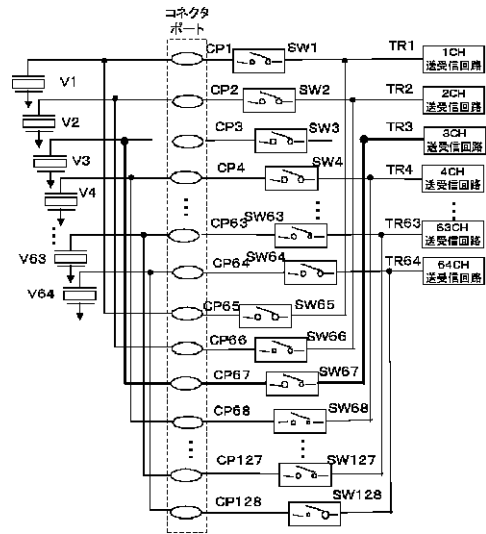 コネクタ
ポート
CP1
SW1
TR1
1CH
送受信回路
V1
CP2
SW2
TR2
2CH
送受信回路
V2
CP3
SW3
TR3
3CH
送受信回路
V3
CP4
SW4
TR4
4CH
送受信回路
V4
CP63
SW63
TR63
63CH
送受信回路
V63
CP64
SW64
TR64
64CH
送受信回路
V64
CP65
SW65
CP66
SW66
CP67
SW67
CP68
SW68
CP127
SW127
CP128
SW128